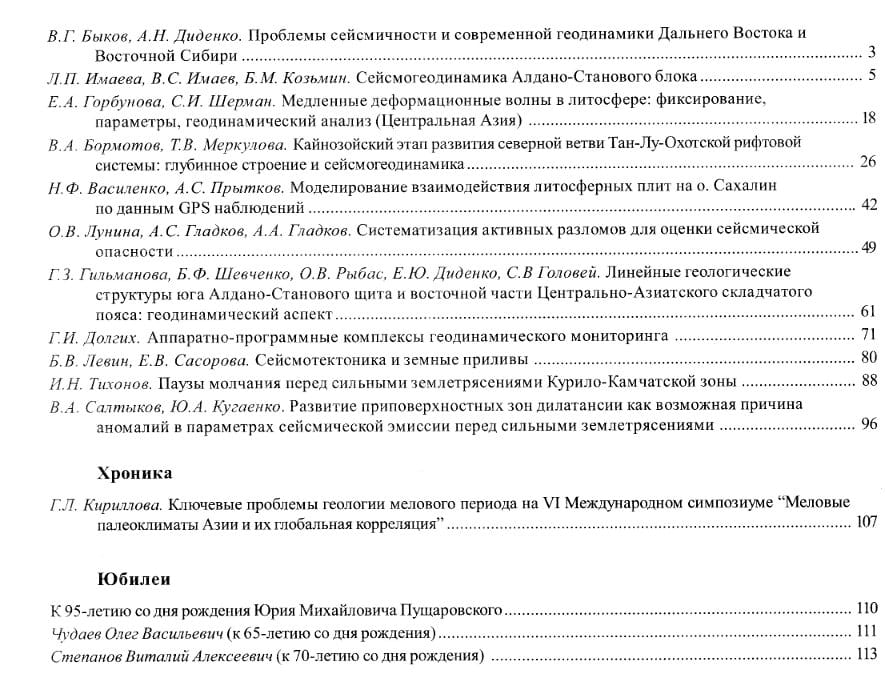 В.Г. Быков, А.Н. Диденко. Проблемы сейсмичности и современной геодинамики Дальнего Востока и
Восточной Сибири ........ 3
Л.П. Имаева, В.С. Имаев, Б.М. Козьмин. Сейсмогеодинамика Алдано-Станового блока ........ 5
Е.А. Горбунова, С.И. Шерман. Медленные деформационные волны в литосфере: фиксирование,
параметры, геодинамический анализ (Центральная Азия) ........ 18
В.А. Бормотов, Т.В. Меркулова. Кайнозойский этап развития северной ветви Тан-Лу-Охотской рифтовой
системы: глубинное строение и сейсмогеодинамика ........ 26
Н.Ф. Василенко, А.С. Прытков. Моделирование взаимодействия литосферных плит на о. Сахалин
по данным GPS наблюдений ........ 42
О.В. Лунина, А.С. Гладков, А.А. Гладков. Систематизация активных разломов для оценки сейсмической
опасности ........ 49
Г.З. Гильманова, Б.Ф. Шевченко, О.В. Рыбас, Е.Ю. Диденко, С.В Головей. Линейные геологические
структуры юга Алдано-Станового щита и восточной части Центрально-Азиатского складчатого
пояса: геодинамический аспект ........ 61
Г.И. Долгих. Аппаратно-программные комплексы геодинамического мониторинга ........ 71
Б.В. Левин, Е.В. Сасорова. Сейсмотектоника и земные приливы ........ 80
И.Н. Тихонов. Паузы молчания перед сильными землетрясениями Курило-Камчатской зоны ........ 88
В.А. Салтыков, Ю.А. Кугаенко. Развитие приповерхностных зон дилатансии как возможная причина
аномалий в параметрах сейсмической эмиссии перед сильными землетрясениями ........ 96
Хроника
Г.Л. Кириллова. Ключевые проблемы геологии мелового периода на VI Международном симпозиуме “Меловые
палеоклиматы Азии и их глобальная корреляция” ........ 107
Юбилеи
К 95-летию со дня рождения Юрия Михайловича Пущаровского ........ 110
Чудаев Олег Васильевич (к 65-летию со дня рождения) ........ 111
Степанов Виталий Алексеевич (к 70-летию со дня рождения) ........ 113